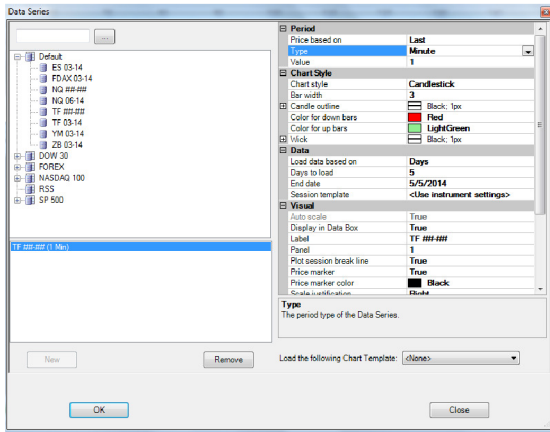 Data Series
...
Default
ES 03-14
FDAX 03-14
NQ ##-##
NQ 06-14
TF ##-##
TF 03-14
YM 03-14
ZB 03-14
DOW 30
FOREX
NASDAQ 100
RSS
SP 500
TF ##-## (1 Min)
New
Remove
Period
Price based on Last
Type Minute
Value 1
Chart Style
Chart style Candlestick
Bar width 3
Candle outline Black; 1px
Color for down bars Red
Color for up bars LightGreen
Wick Black; 1px
Data
Load data based on Days
Days to load 5
End date 5/5/2014
Session template <Use instrument settings>
Visual
Auto scale True
Display in Data Box True
Label TF ##-##
Panel 1
Plot session break line True
Price marker True
Price marker color Black
Scale justification Right
Type
The period type of the Data Series.
Load the following Chart Template: <None>
OK
Close